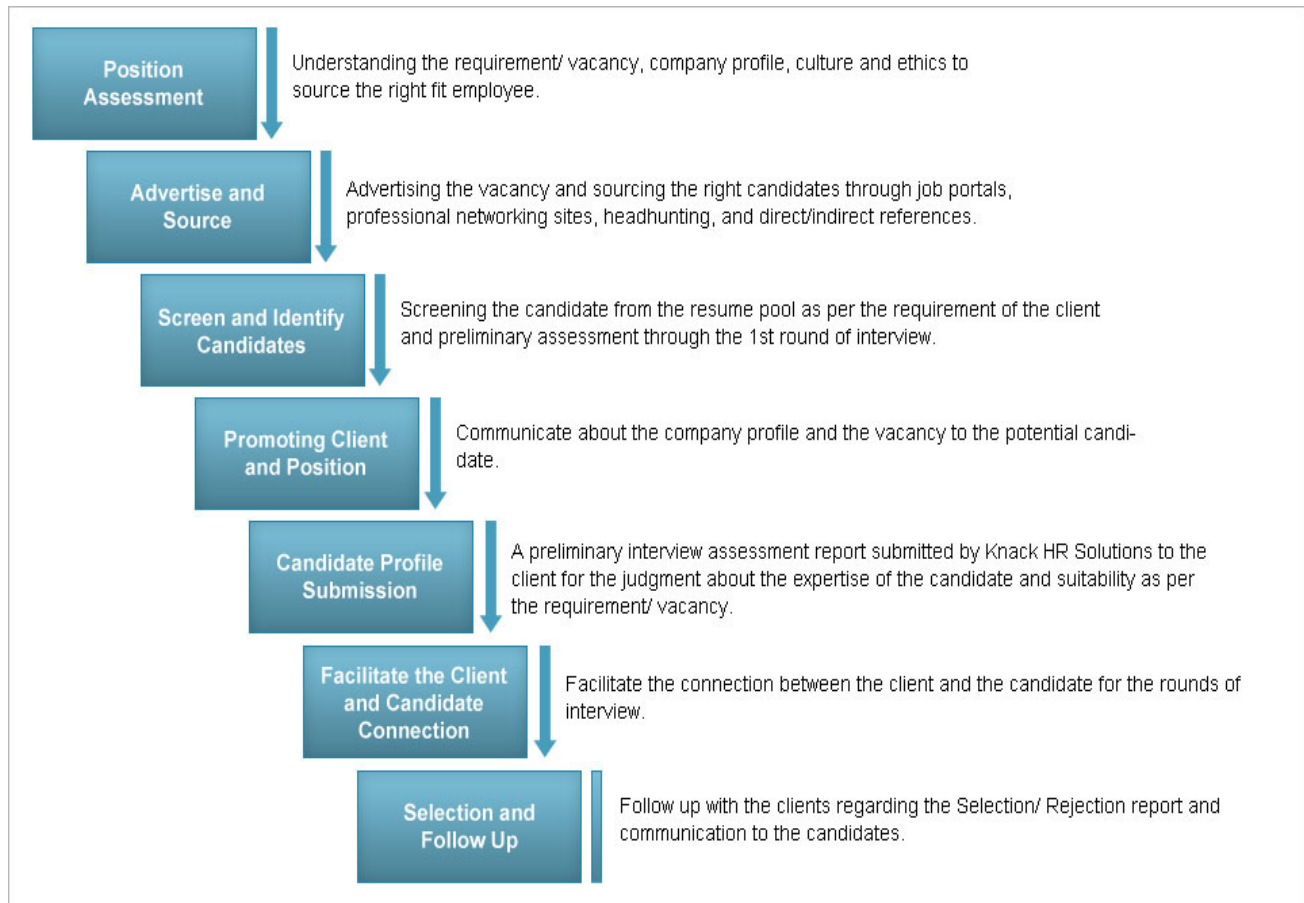 Position
Assessment
Understanding the requirement/ vacancy, company profile, culture and ethics to
source the right fit employee.
Advertise and
Source
Advertising the vacancy and sourcing the right candidates through job portals,
professional networking sites, headhunting, and direct/indirect references.
Screen and Identify
Candidates
Screening the candidate from the resume pool as per the requirement of the client
and preliminary assessment through the 1st round of interview.
Promoting Client
and Position
Communicate about the company profile and the vacancy to the potential candi-
date.
Candidate Profile
Submission
A preliminary interview assessment report submitted by Knack HR Solutions to the
client for the judgment about the expertise of the candidate and suitability as per
the requirement/ vacancy.
Facilitate the Client
and Candidate
Connection
Facilitate the connection between the client and the candidate for the rounds of
interview.
Selection and
Follow Up
Follow up with the clients regarding the Selection/ Rejection report and
communication to the candidates.